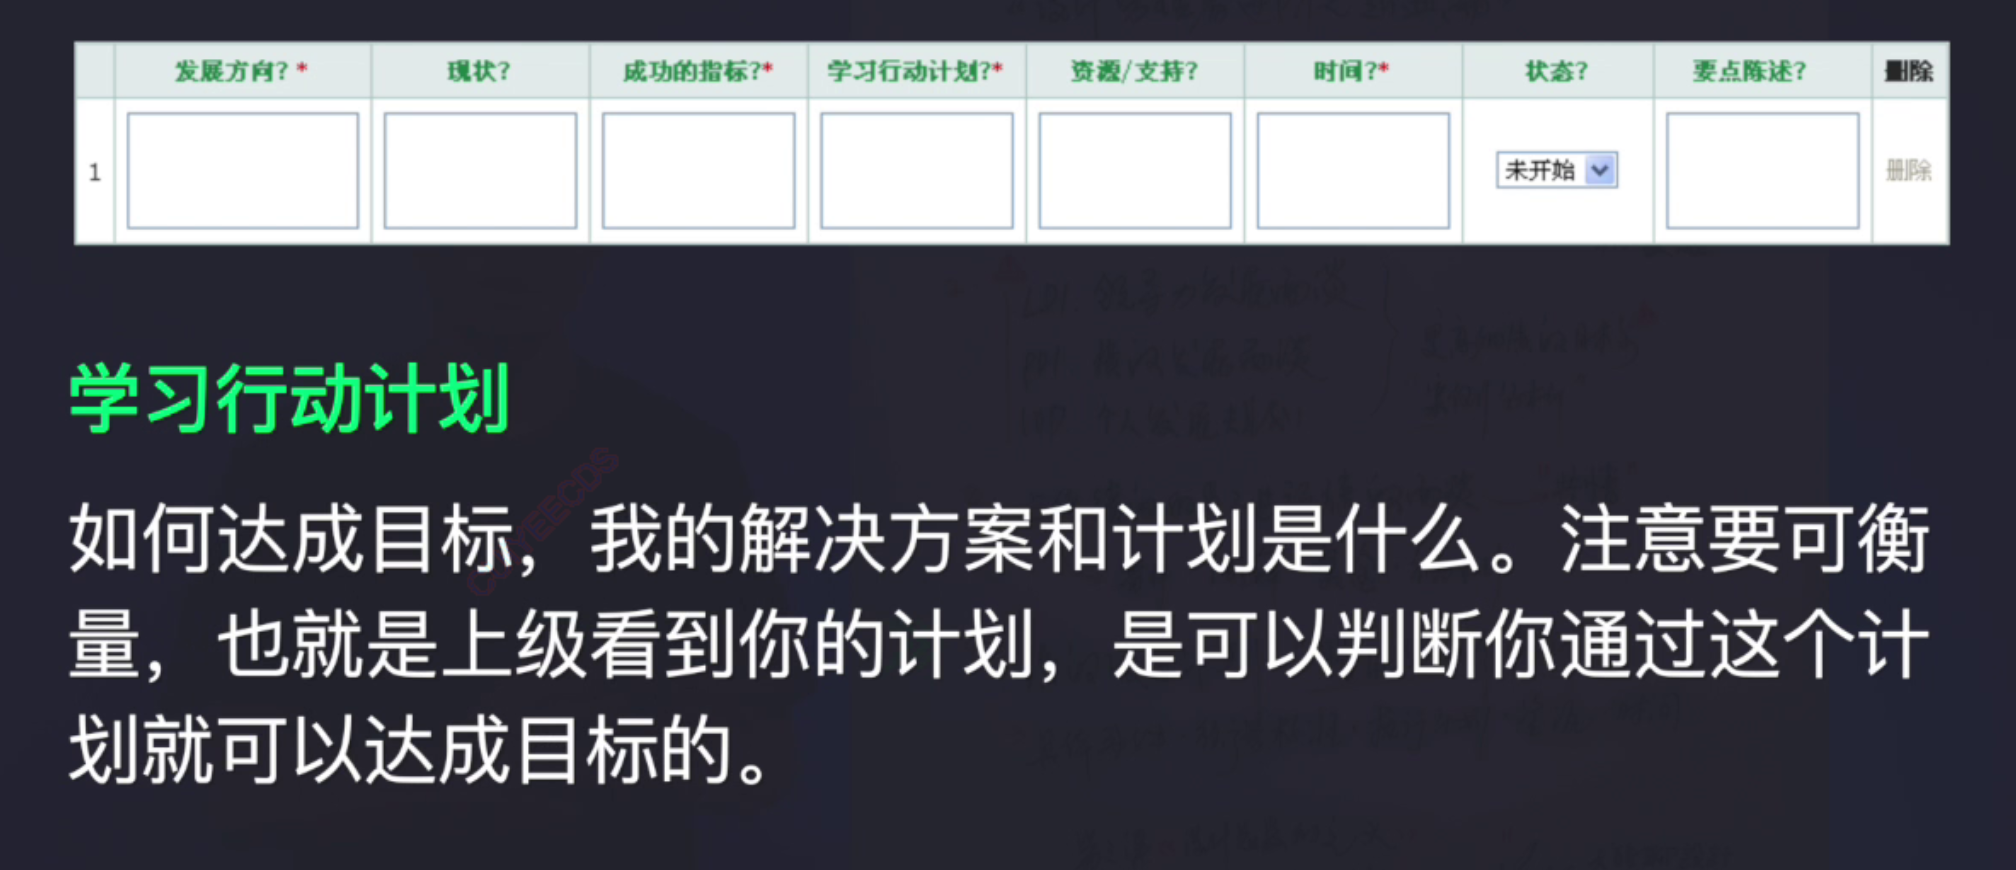 发展方向？* 现状？ 成功的指标？* 学习行动计划？* 资源/支持？ 时间？* 状态？ 要点陈述？ 删除
1 未开始 删除
学习行动计划
如何达成目标，我的解决方案和计划是什么。注意要可衡
量，也就是上级看到你的计划，是可以判断你通过这个计
划就可以达成目标的。